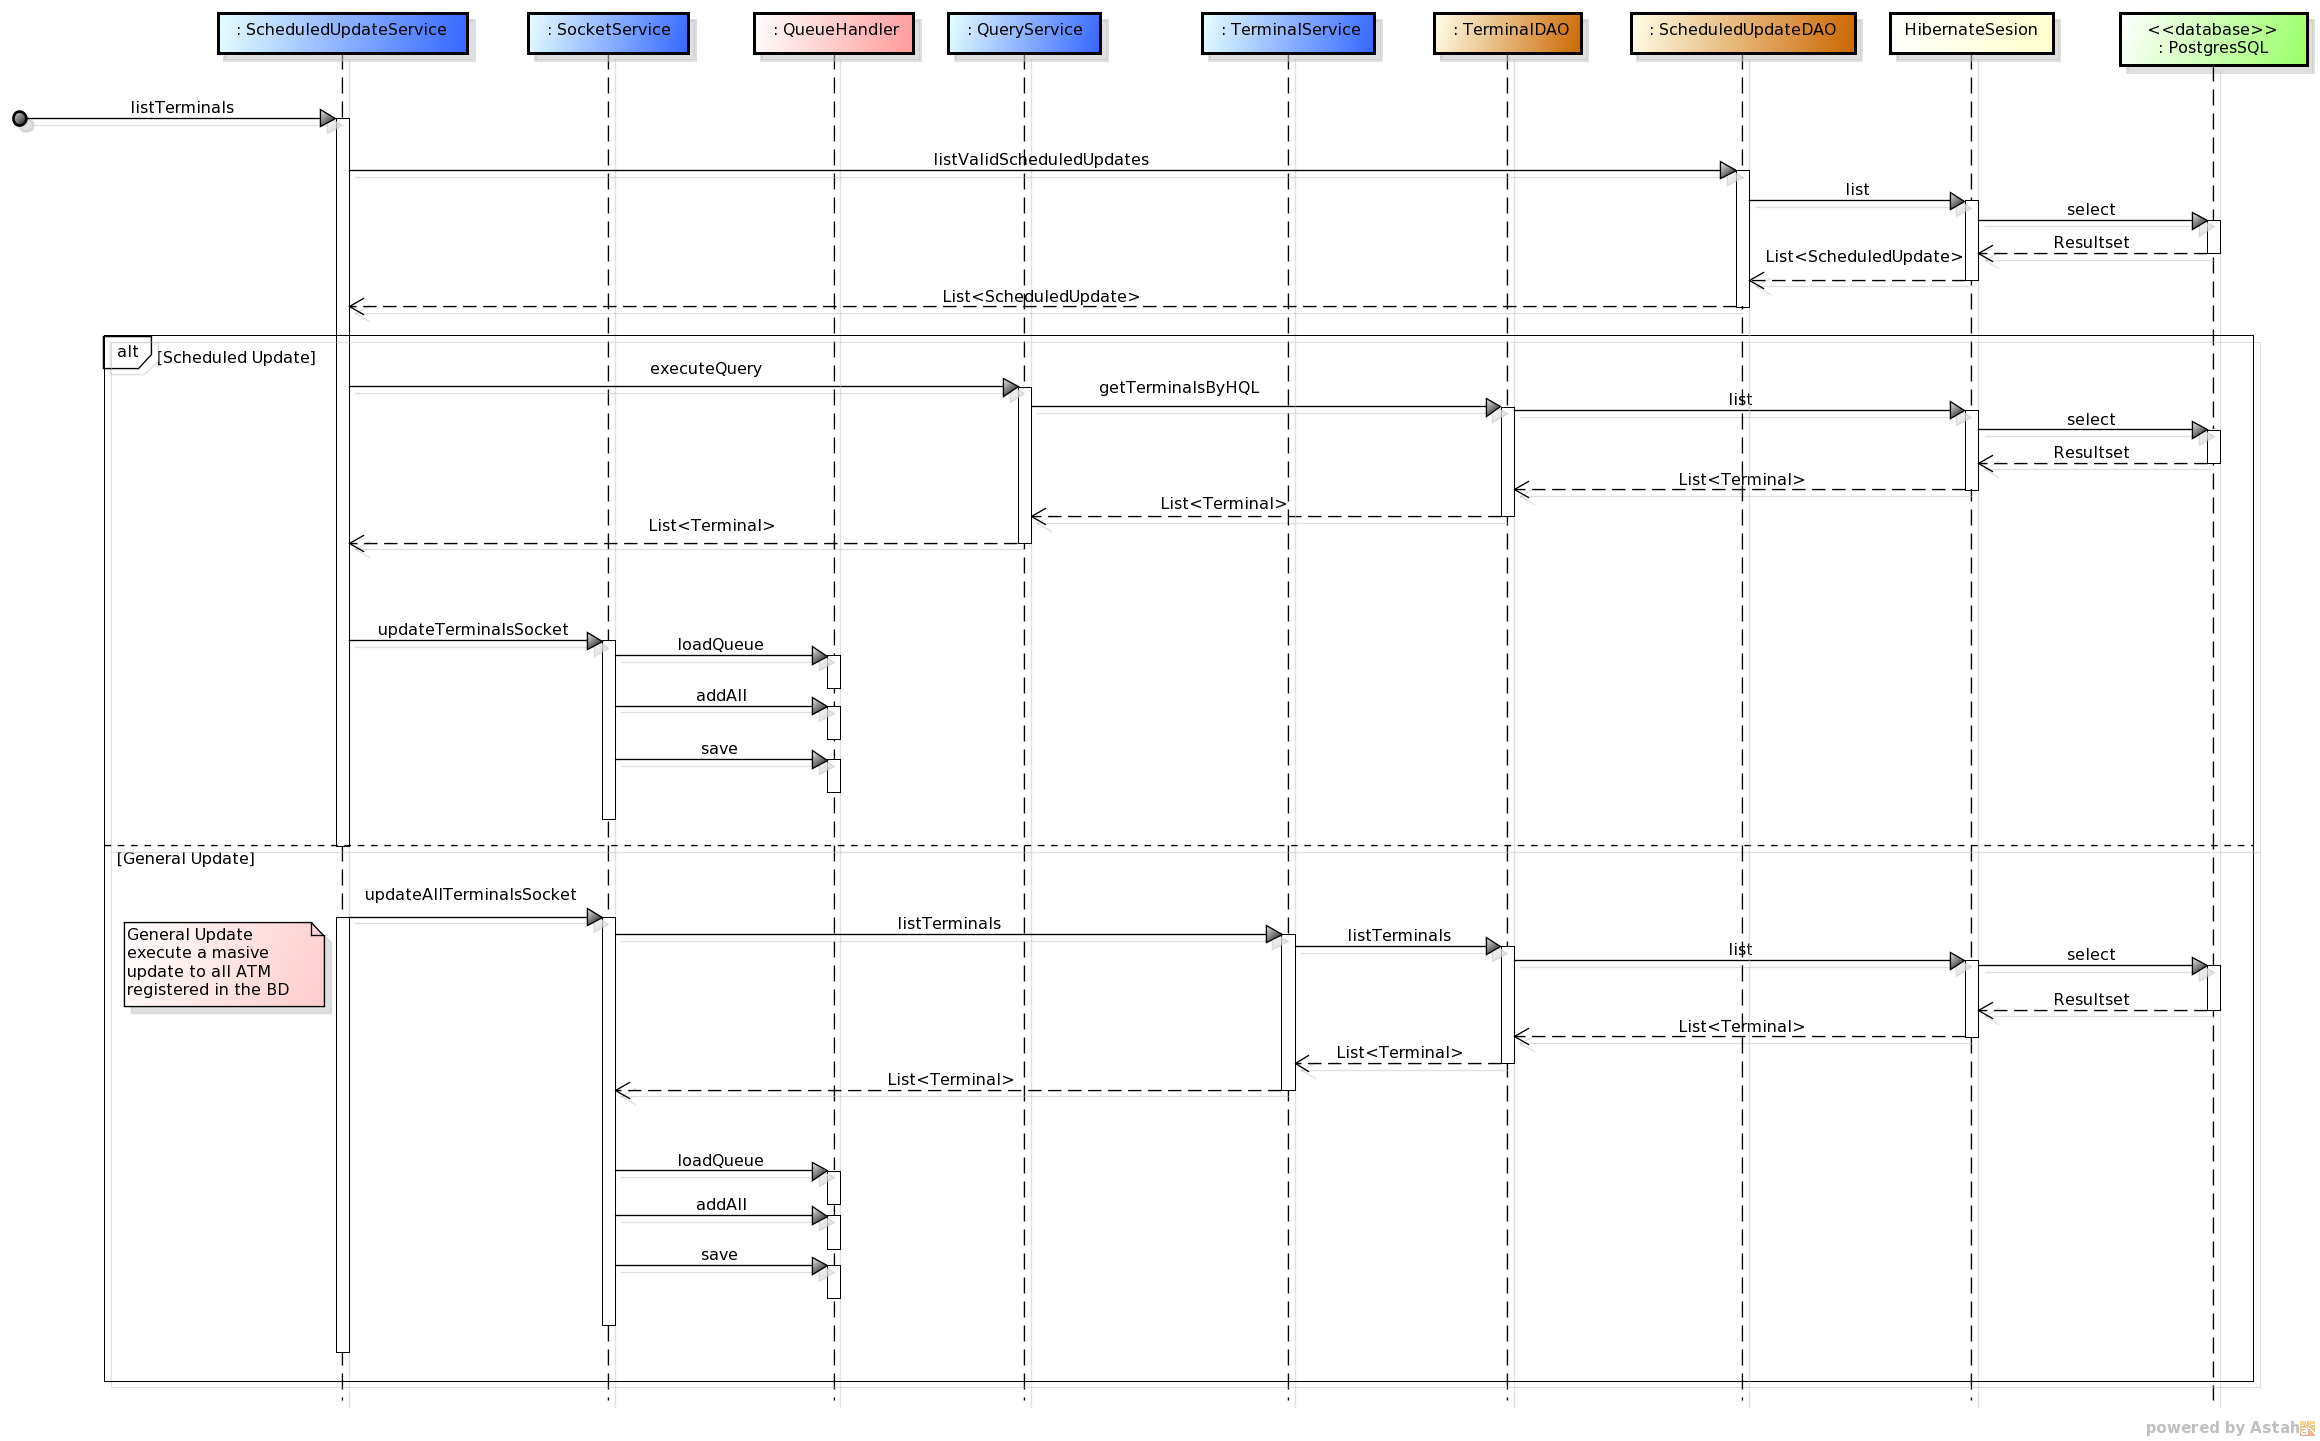 : ScheduledUpdateService
: SocketService
: QueueHandler
: QueryService
: TerminalService
: TerminalDAO
: ScheduledUpdateDAO
HibernateSesion
<<database>>
: PostgresSQL
listTerminals
listValidScheduledUpdates
list
select
Resultset
List<ScheduledUpdate>
List<ScheduledUpdate>
alt
[Scheduled Update]
executeQuery
getTerminalsByHQL
list
select
Resultset
List<Terminal>
List<Terminal>
List<Terminal>
updateTerminalsSocket
loadQueue
addAll
save
[General Update]
updateAllTerminalsSocket
General Update
execute a masive
update to all ATM
registered in the BD
listTerminals
listTerminals
list
select
Resultset
List<Terminal>
List<Terminal>
List<Terminal>
loadQueue
addAll
save
powered by Astah